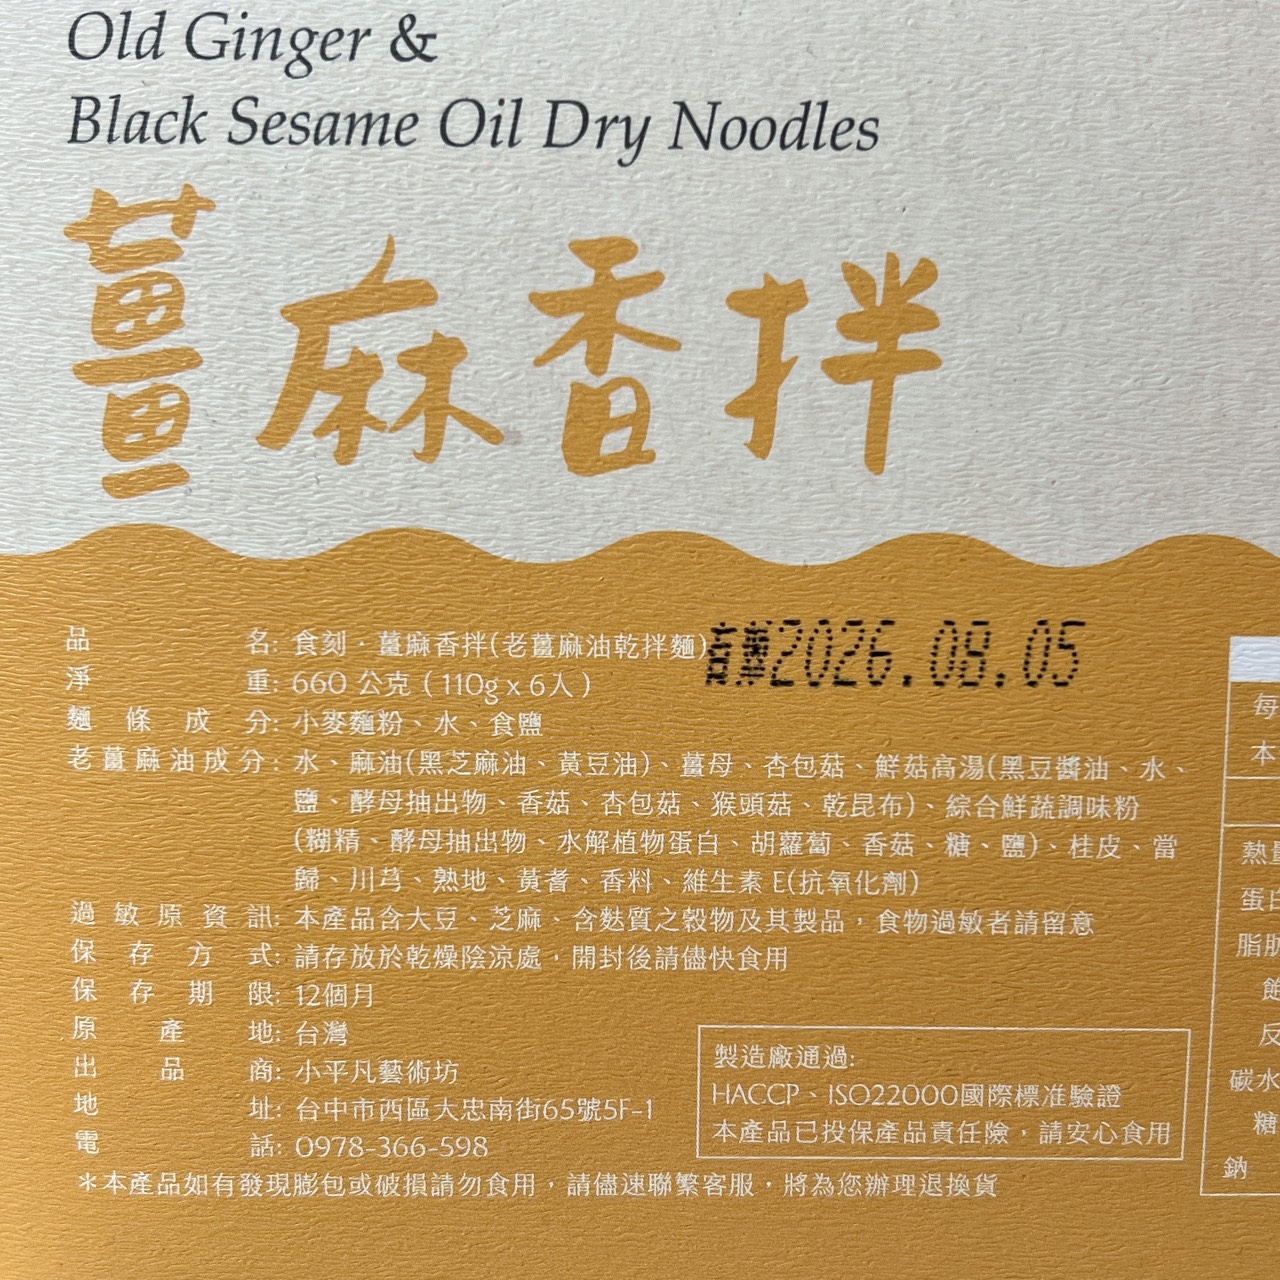 Old Ginger &
Black Sesame Oil Dry Noodles
薑麻香拌
品名: 食刻・薑麻香拌(老薑麻油乾拌麵)
有效2026.08.05
淨重: 660 公克 ( 110g x 6人 )
麵條成分: 小麥麵粉、水、食鹽
老薑麻油成分: 水、麻油(黑芝麻油、黃豆油)、薑母、杏包菇、鮮菇高湯(黑豆醬油、水、
鹽、酵母抽出物、香菇、杏包菇、猴頭菇、乾昆布)、綜合鮮蔬調味粉
(糊精、酵母抽出物、水解植物蛋白、胡蘿蔔、香菇、糖、鹽)、桂皮、當
歸、川芎、熟地、黃耆、香料、維生素 E(抗氧化劑)
過敏原資訊: 本產品含大豆、芝麻、含麩質之穀物及其製品，食物過敏者請留意
保存方式: 請存放於乾燥陰涼處，開封後請儘快食用
保存期限: 12個月
原產地: 台灣
出品商: 小平凡藝術坊
地址: 台中市西區大忠南街65號5F-1
電話: 0978-366-598
＊本產品如有發現膨包或破損請勿食用，請儘速聯繫客服，將為您辦理退換貨
製造廠通過:
HACCP、ISO22000國際標准驗證
本產品已投保產品責任險，請安心食用
每
本
熱量
蛋白
脂肪
飽
反
碳水
糖
鈉